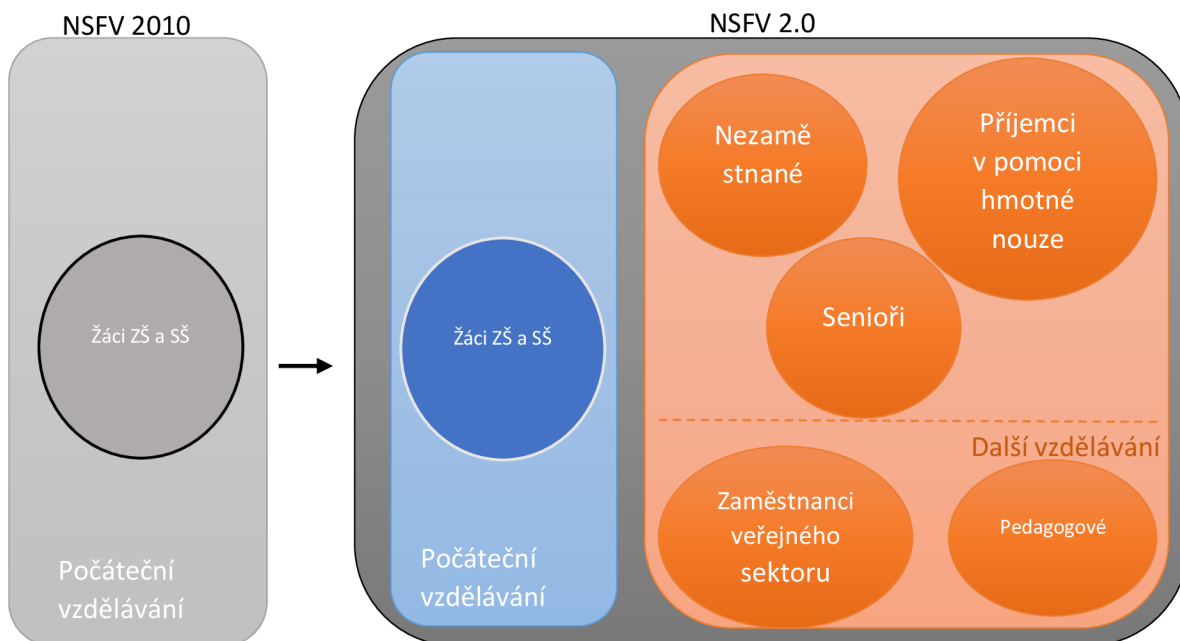 NSFV 2010
Žáci ZŠ a SŠ
Počáteční
vzdělávání
NSFV 2.0
Žáci ZŠ a SŠ
Počáteční
vzdělávání
Nezamě
stnané
Příjemci
v pomoci
hmotné
nouze
Senioři
Další vzdělávání
Zaměstnanci
veřejného
sektoru
Pedagogové